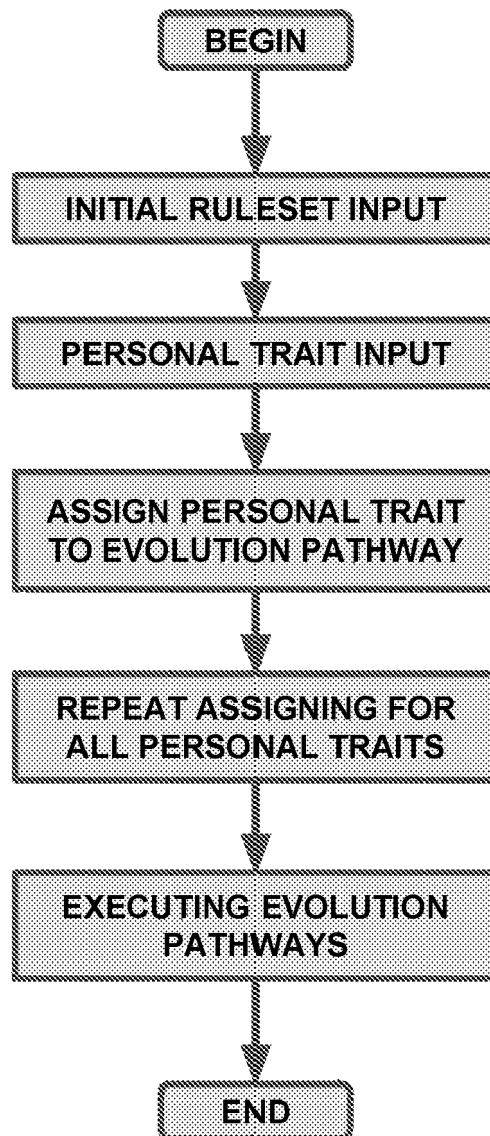 BEGIN
INITIAL RULESET INPUT
PERSONAL TRAIT INPUT
ASSIGN PERSONAL TRAIT
TO EVOLUTION PATHWAY
REPEAT ASSIGNING FOR
ALL PERSONAL TRAITS
EXECUTING EVOLUTION
PATHWAYS
END